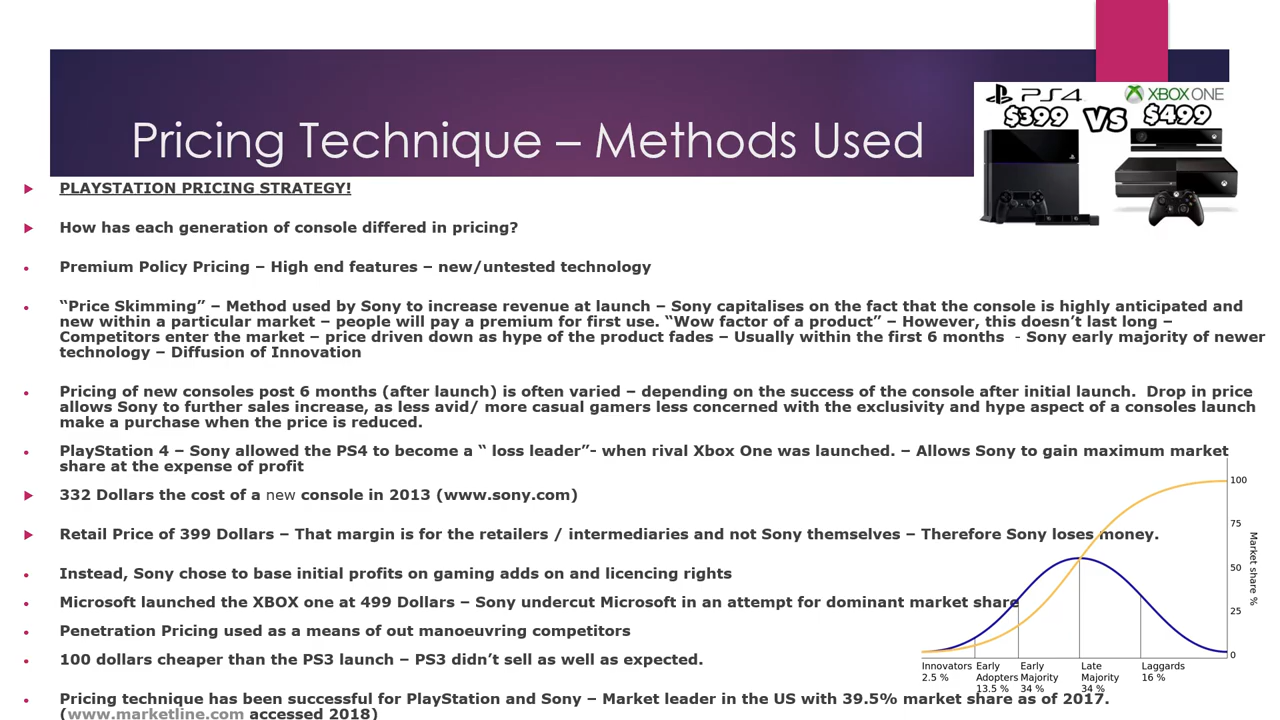 Pricing Technique – Methods Used
PS4 VS XBOX ONE
$399 $499
PLAYSTATION PRICING STRATEGY!
How has each generation of console differed in pricing?
Premium Policy Pricing – High end features – new/untested technology
“Price Skimming” – Method used by Sony to increase revenue at launch – Sony capitalises on the fact that the console is highly anticipated and
new within a particular market – people will pay a premium for first use. “Wow factor of a product” – However, this doesn’t last long –
Competitors enter the market – price driven down as hype of the product fades – Usually within the first 6 months - Sony early majority of newer
technology – Diffusion of Innovation
Pricing of new consoles post 6 months (after launch) is often varied – depending on the success of the console after initial launch. Drop in price
allows Sony to further sales increase, as less avid/ more casual gamers less concerned with the exclusivity and hype aspect of a consoles launch
make a purchase when the price is reduced.
PlayStation 4 – Sony allowed the PS4 to become a “ loss leader”- when rival Xbox One was launched. – Allows Sony to gain maximum market
share at the expense of profit
332 Dollars the cost of a new console in 2013 (www.sony.com)
Retail Price of 399 Dollars – That margin is for the retailers / intermediaries and not Sony themselves – Therefore Sony loses money.
Instead, Sony chose to base initial profits on gaming adds on and licencing rights
Microsoft launched the XBOX one at 499 Dollars – Sony undercut Microsoft in an attempt for dominant market share
Penetration Pricing used as a means of out manoeuvring competitors
100 dollars cheaper than the PS3 launch – PS3 didn’t sell as well as expected.
Pricing technique has been successful for PlayStation and Sony – Market leader in the US with 39.5% market share as of 2017.
(www.marketline.com accessed 2018)
100
75
50
25
0
Market share %
Innovators
2.5 %
Early
Adopters
13.5 %
Early
Majority
34 %
Late
Majority
34 %
Laggards
16 %